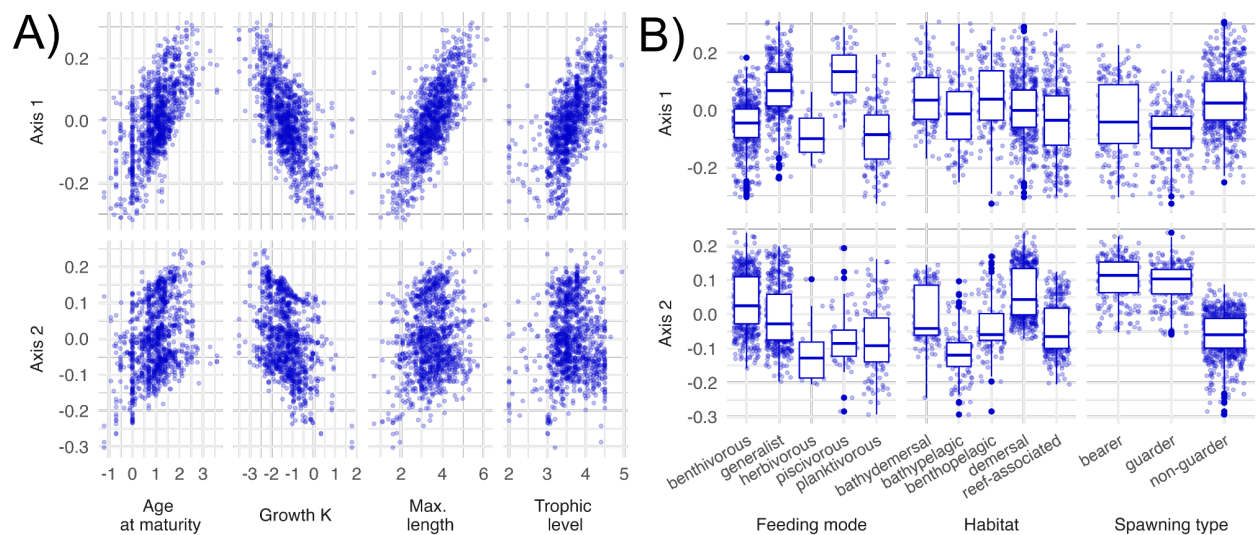 A)
B)
Axis 1
0.2
0.0
-0.2
Axis 2
0.2
0.1
0.0
-0.1
-0.2
-0.3
-1 0 1 2 3
-3 -2 -1 0 1 2
2 4 6
2 3 4 5
Age
at maturity
Growth K
Max.
length
Trophic
level
Axis 1
0.2
0.0
-0.2
Axis 2
0.2
0.1
0.0
-0.1
-0.2
-0.3
benthivorous
generalist
herbivorous
piscivorous
planktivorous
bathydemersal
bathypelagic
benthopelagic
demersal
reef-associated
bearer
guarder
non-guarder
Feeding mode
Habitat
Spawning type